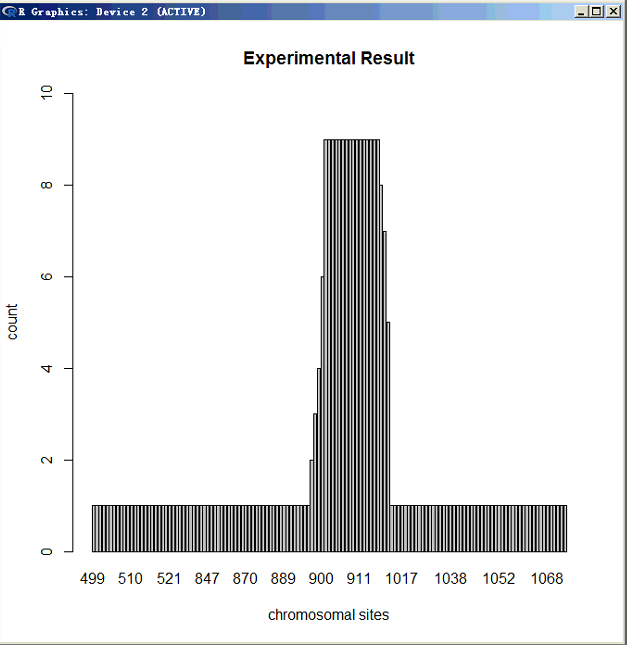 R Graphics: Device 2 (ACTIVE)
Experimental Result
10
8
6
4
2
0
count
499 510 521 847 870 889 900 911 1017 1038 1052 1068
chromosomal sites